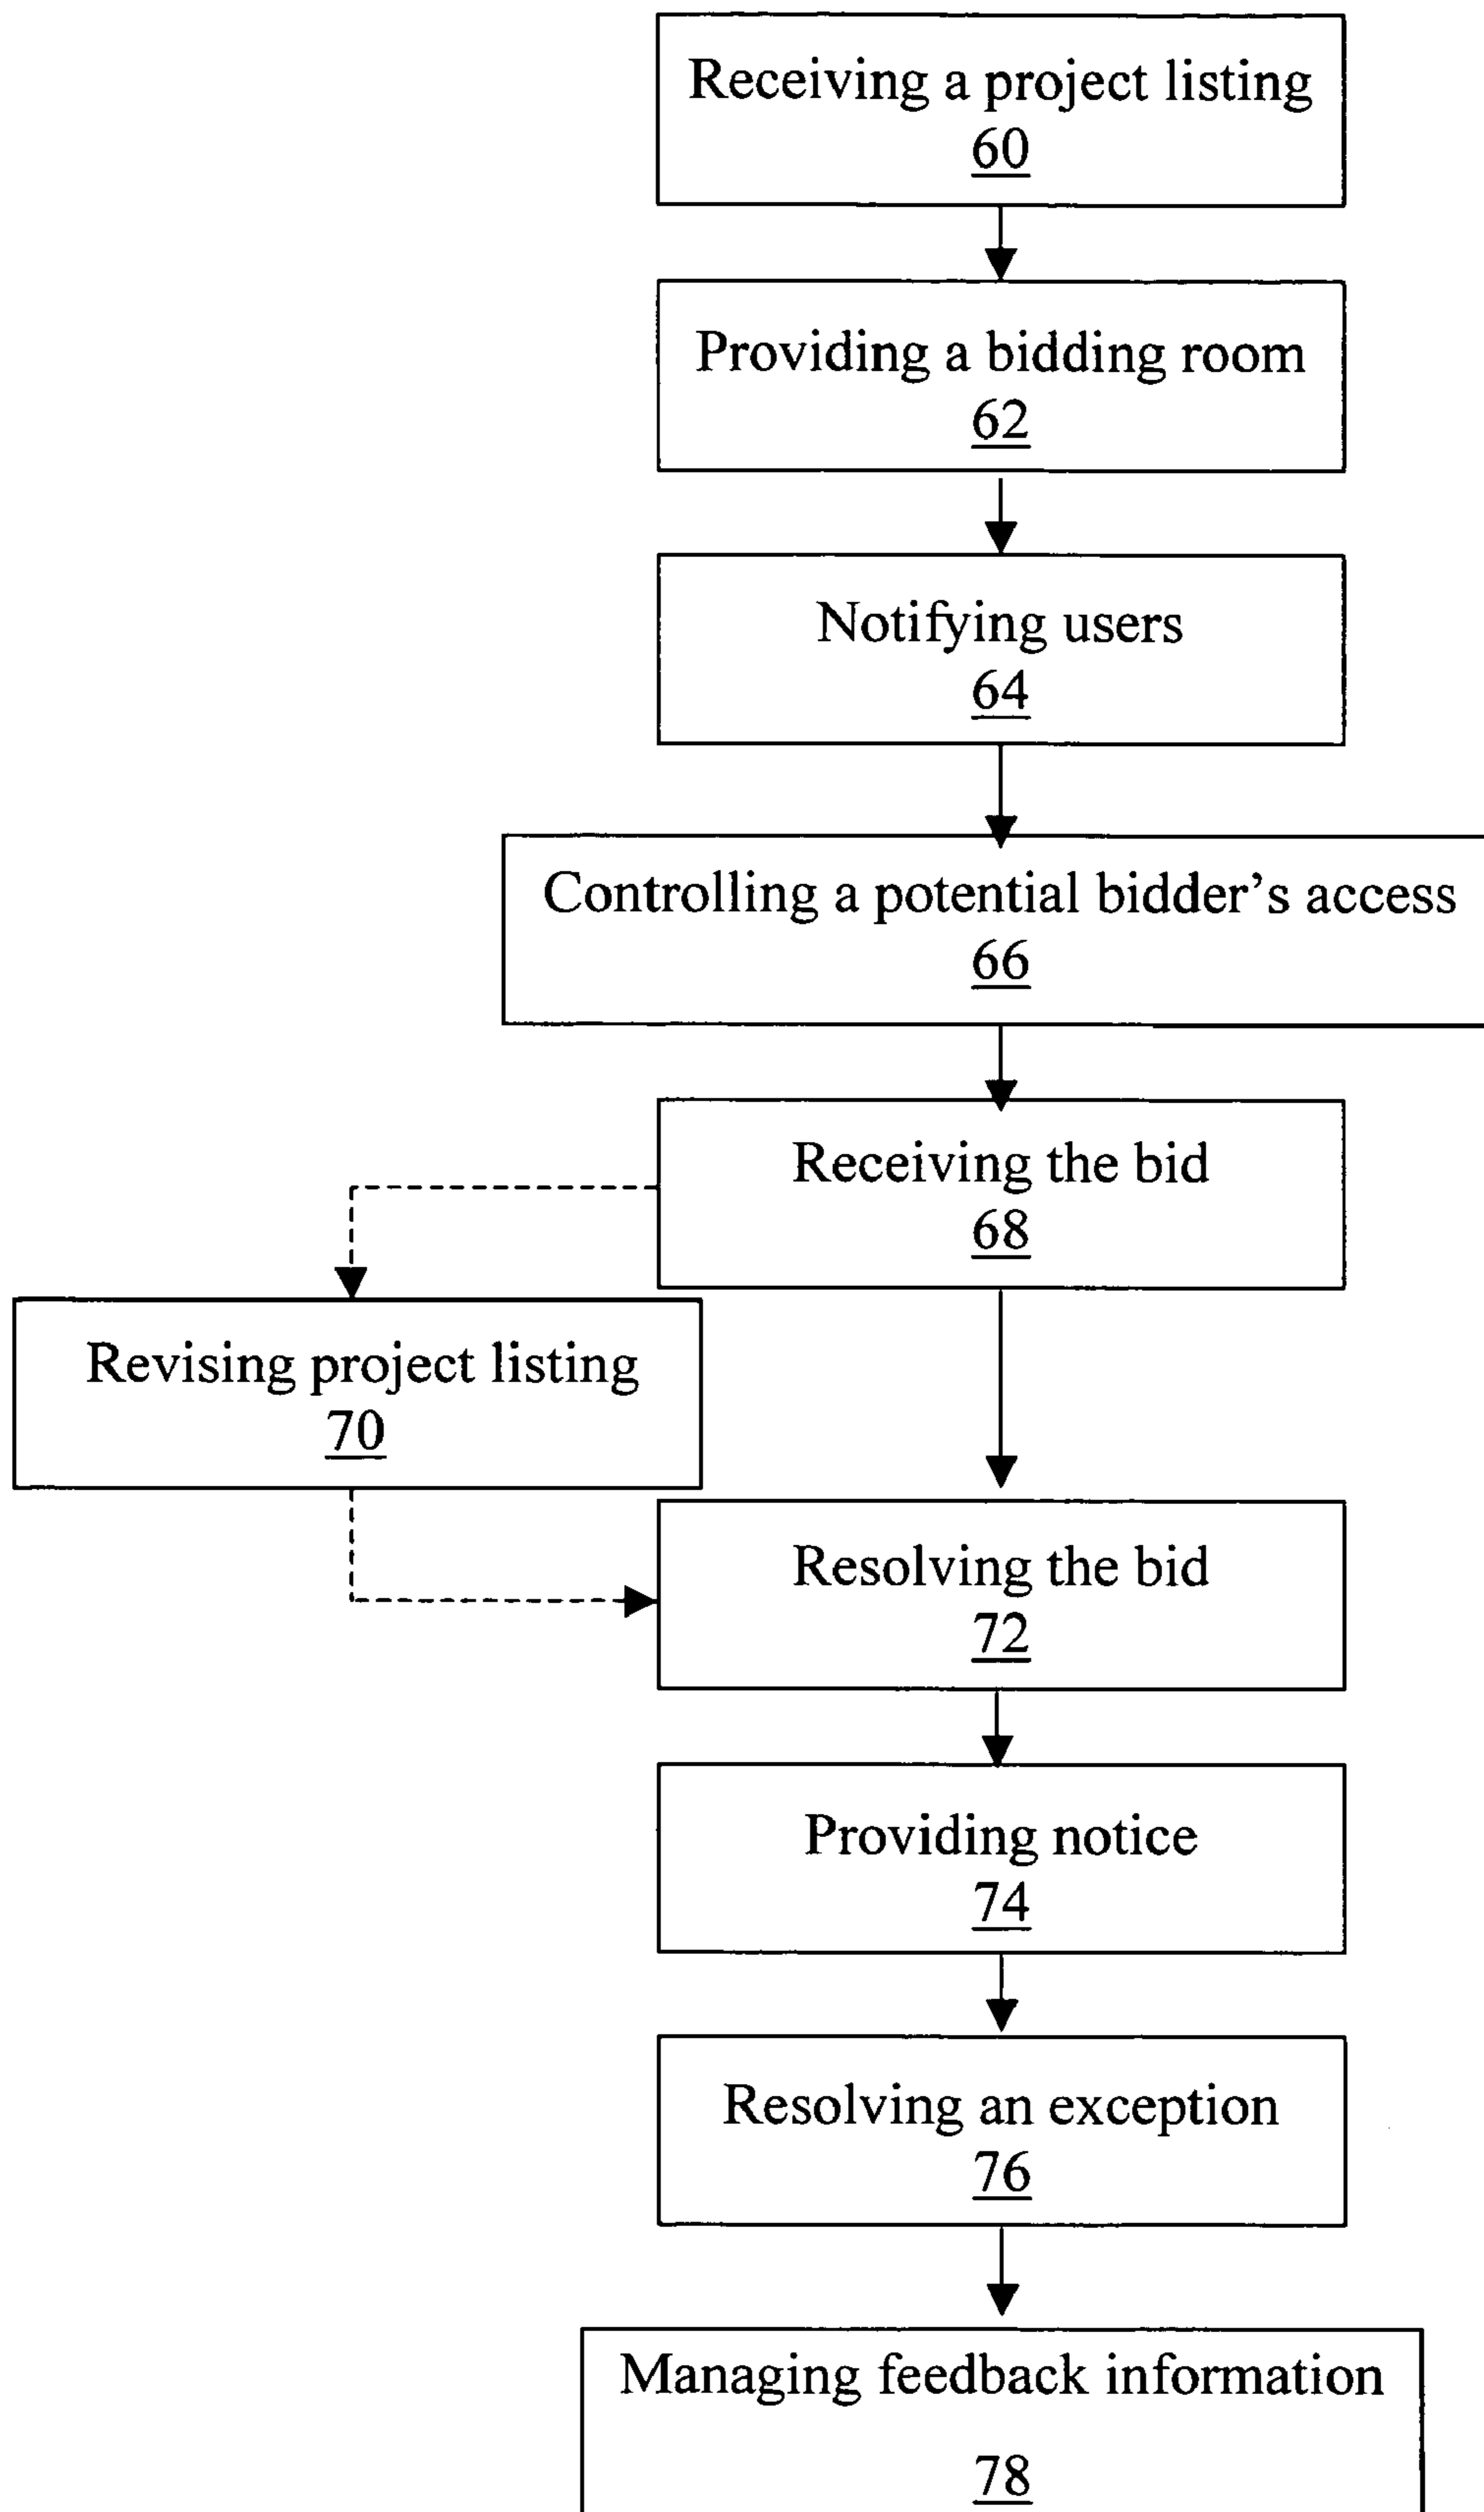 Receiving a project listing
60
Providing a bidding room
62
Notifying users
64
Controlling a potential bidder’s access
66
Receiving the bid
68
Revising project listing
70
Resolving the bid
72
Providing notice
74
Resolving an exception
76
Managing feedback information
78